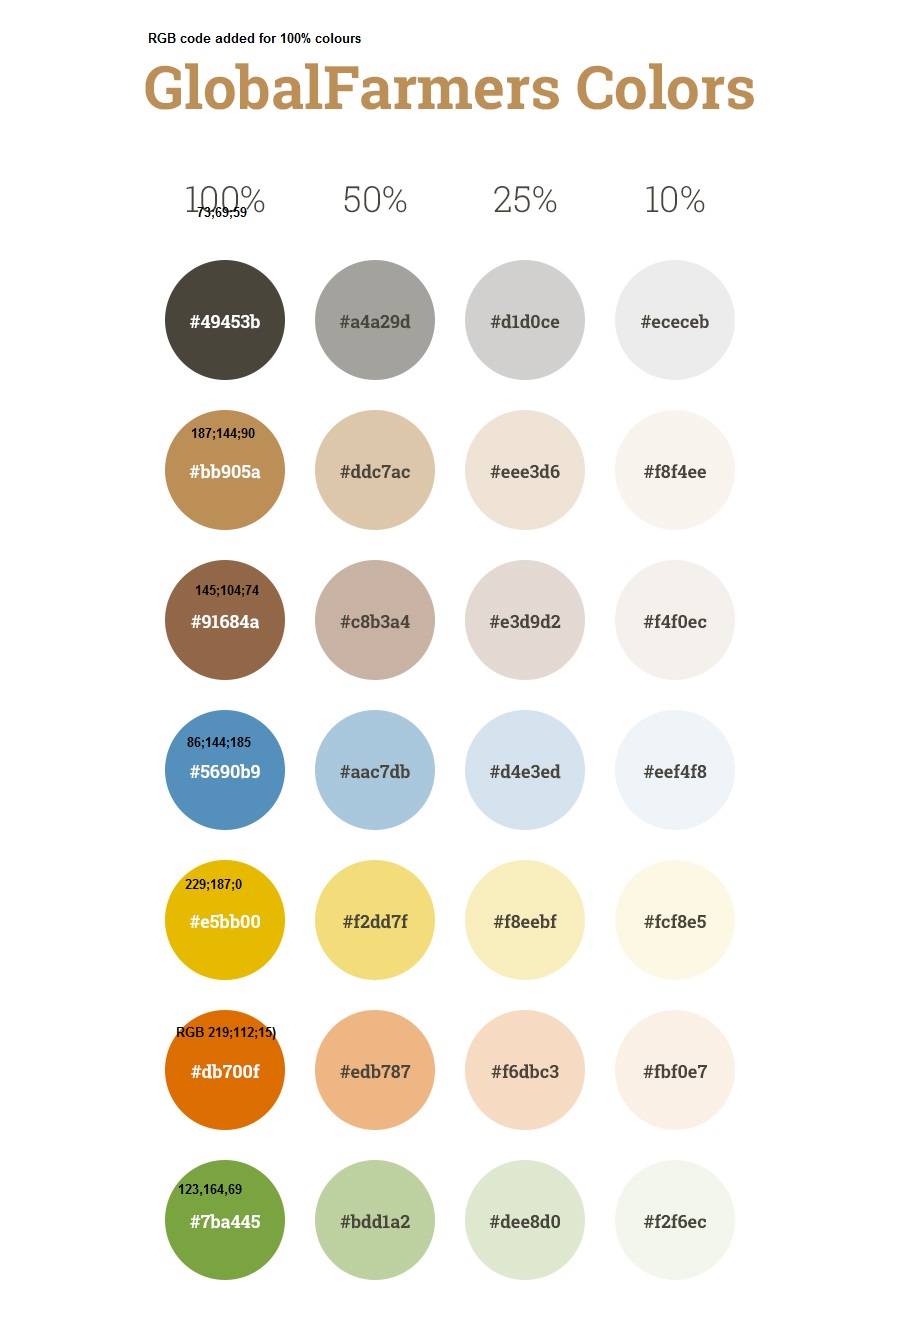 RGB code added for 100% colours
GlobalFarmers Colors
100% 50% 25% 10%
73;69;59
#49453b #a4a29d #d1d0ce #ececeb
187;144;90
#bb905a #ddc7ac #eee3d6 #f8f4ee
145;104;74
#91684a #c8b3a4 #e3d9d2 #f4f0ec
86;144;185
#5690b9 #aac7db #d4e3ed #eef4f8
229;187;0
#e5bb00 #f2dd7f #f8eebf #fcf8e5
RGB 219;112;15)
#db700f #edb787 #f6dbc3 #fbf0e7
123,164,69
#7ba445 #bdd1a2 #dee8d0 #f2f6ec